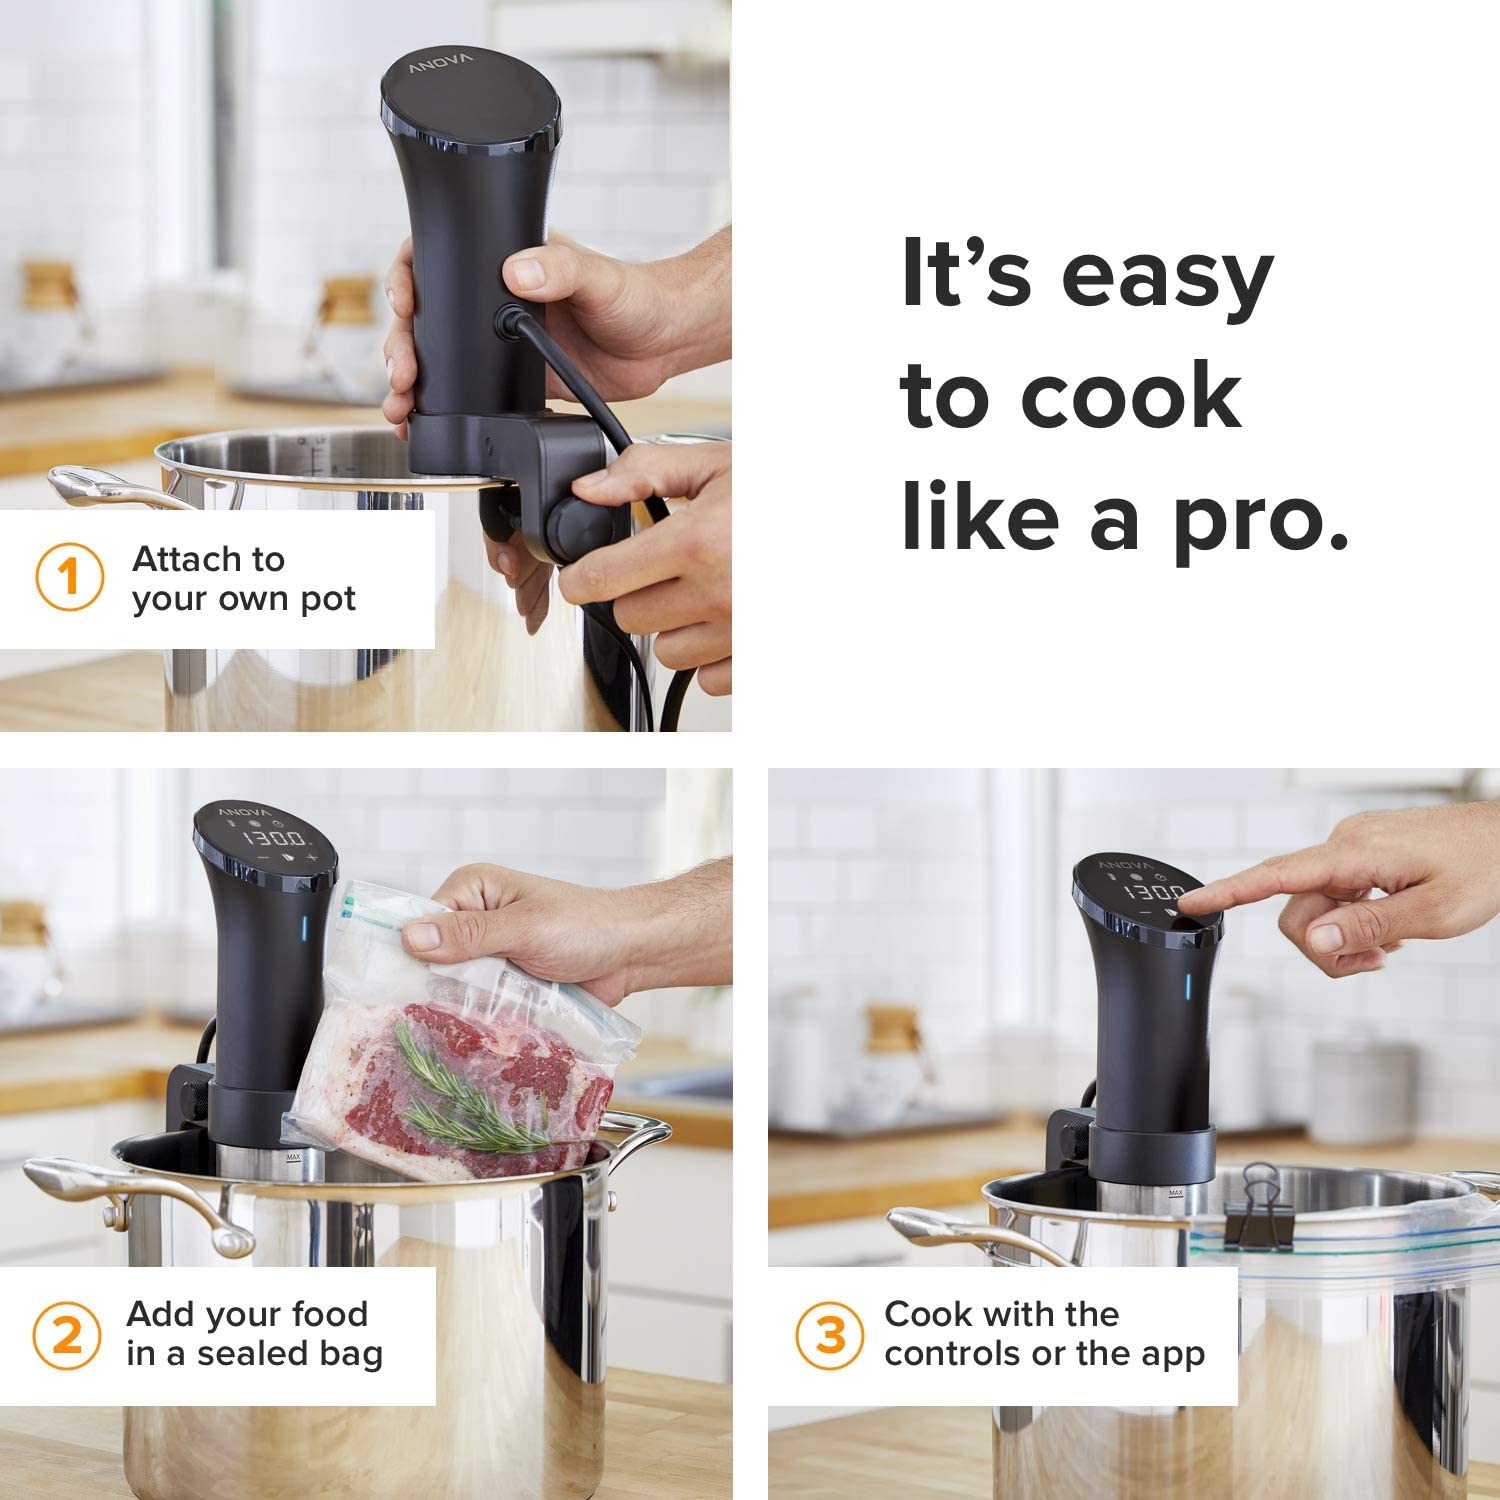 ANOVA
It's easy
to cook
like a pro.
1
Attach to
your own pot
ANOVA
130.0
MAX
2
Add your food
in a sealed bag
ANOVA
130.0
MAX
3
Cook with the
controls or the app